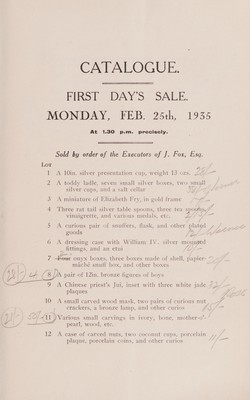 CATALOGUE.
FIRST DAY'S SALE.
MONDAY, FEB. 25th, 1935
At 1.30 p.m. precisely.
Sold by order of the Executors of J. Fox, Esq.
Lot
1 A 10in. silver presentation cup, weight 13 ozs.
2 A toddy ladle, seven small silver boxes, two small
silver cups, and a salt cellar
3 A miniature of Elizabeth Fry, in gold frame
4 Three rat tail silver table spoons, three tea spoons,
vinaigrette, and various medals, etc.
5 A curious pair of snuffers, flask, and other plated
goods
6 A dressing case with William IV. silver mounted
fittings, and an etui
7 onyx boxes, three boxes made of shell, papier
mâché snuff box, and other boxes
8 A pair of 12in. bronze figures of boys
9 A Chinese priest's Jui, inset with three white jade
plaques
10 A small carved wood mask, two pairs of curious nut
crackers, a bronze lamp, and other curios
11 Various small carvings in ivory, bone, mother-o'-
pearl, wood, etc.
12 A case of carved nuts, two coconut cups, porcelain
plaque, porcelain coins, and other curios